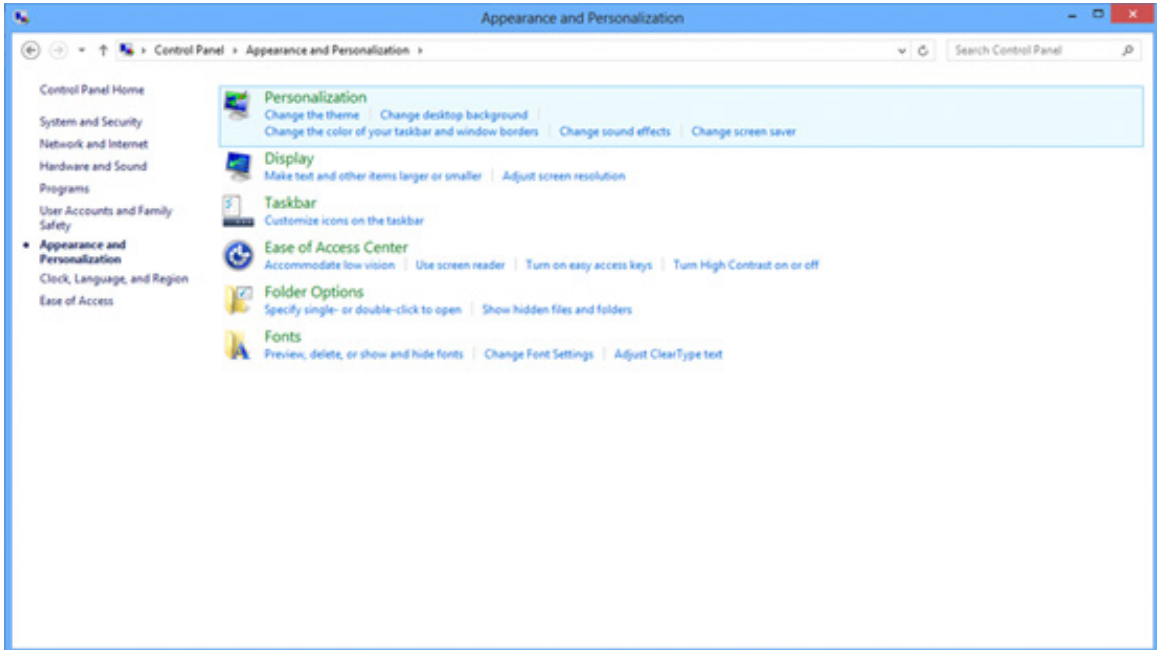 Appearance and Personalization
Control Panel Appearance and Personalization
Search Control Panel
Control Panel Home
System and Security
Network and Internet
Hardware and Sound
Programs
User Accounts and Family
Safety
Appearance and
Personalization
Clock, Language, and Region
Ease of Access
Personalization
Change the theme Change desktop background
Change the color of your taskbar and window borders Change sound effects Change screen saver
Display
Make text and other items larger or smaller Adjust screen resolution
Taskbar
Customize icons on the taskbar
Ease of Access Center
Accommodate low vision Use screen reader Turn on easy access keys Turn High Contrast on or off
Folder Options
Specify single- or double-click to open Show hidden files and folders
Fonts
Preview, delete, or show and hide fonts Change Font Settings Adjust ClearType text